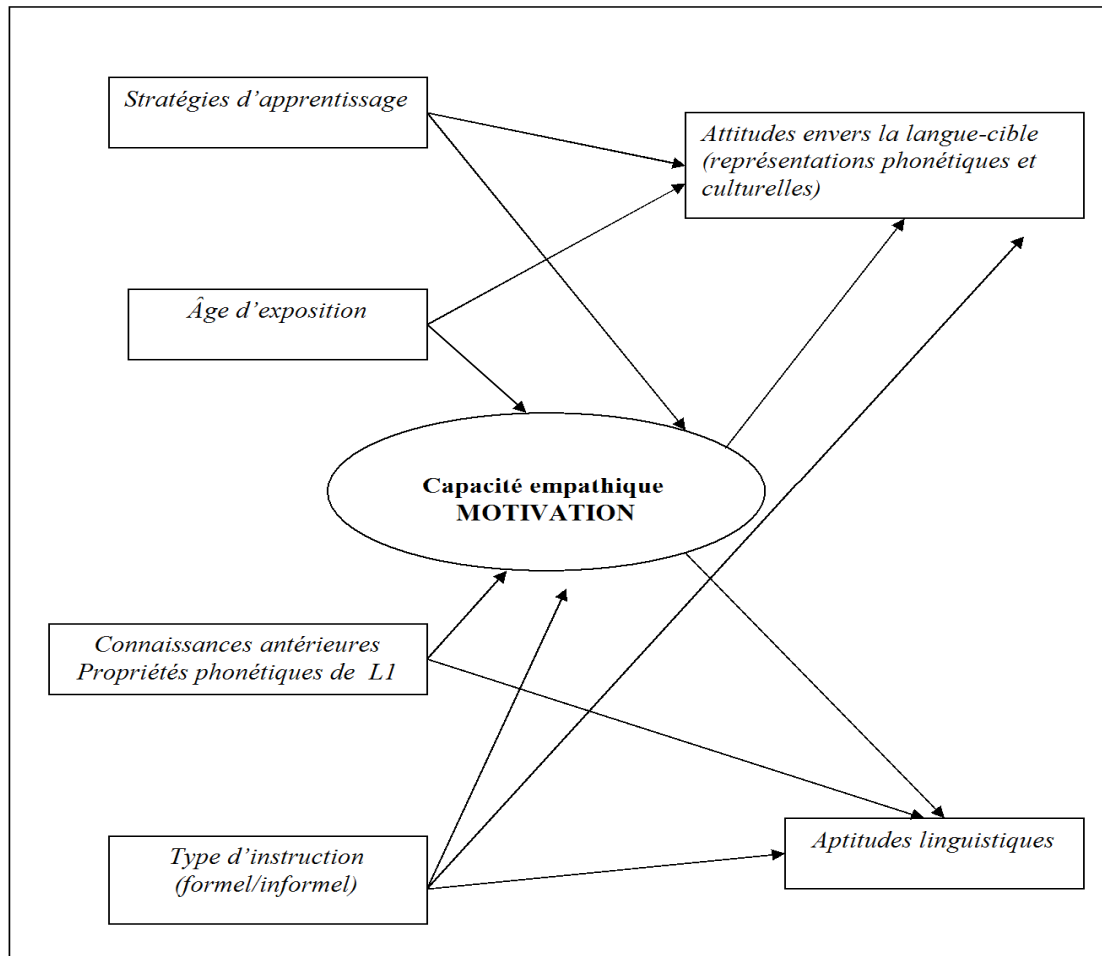 Stratégies d’apprentissage
Attitudes envers la langue-cible
(représentations phonétiques et
culturelles)
Âge d’exposition
Capacité empathique
MOTIVATION
Connaissances antérieures
Propriétés phonétiques de L1
Type d’instruction
(formel/informel)
Aptitudes linguistiques